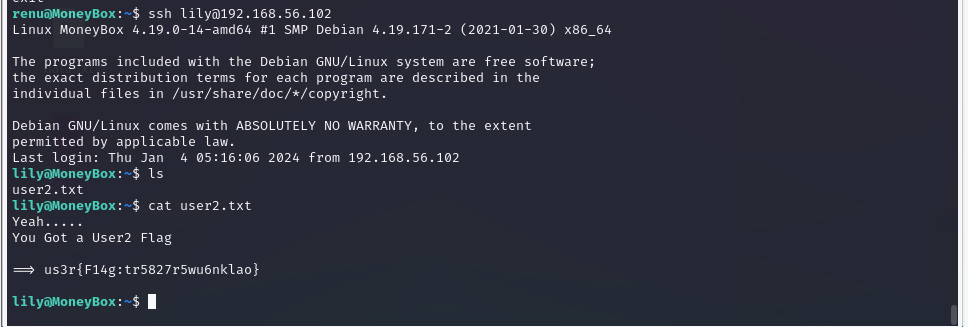 renu@MoneyBox:~$ ssh lily@192.168.56.102
Linux MoneyBox 4.19.0-14-amd64 #1 SMP Debian 4.19.171-2 (2021-01-30) x86_64
The programs included with the Debian GNU/Linux system are free software;
the exact distribution terms for each program are described in the
individual files in /usr/share/doc/*/copyright.
Debian GNU/Linux comes with ABSOLUTELY NO WARRANTY, to the extent
permitted by applicable law.
Last login: Thu Jan  4 05:16:06 2024 from 192.168.56.102
lily@MoneyBox:~$ ls
user2.txt
lily@MoneyBox:~$ cat user2.txt
Yeah.....
You Got a User2 Flag
==> us3r{F14g:tr5827r5wu6nklao}
lily@MoneyBox:~$